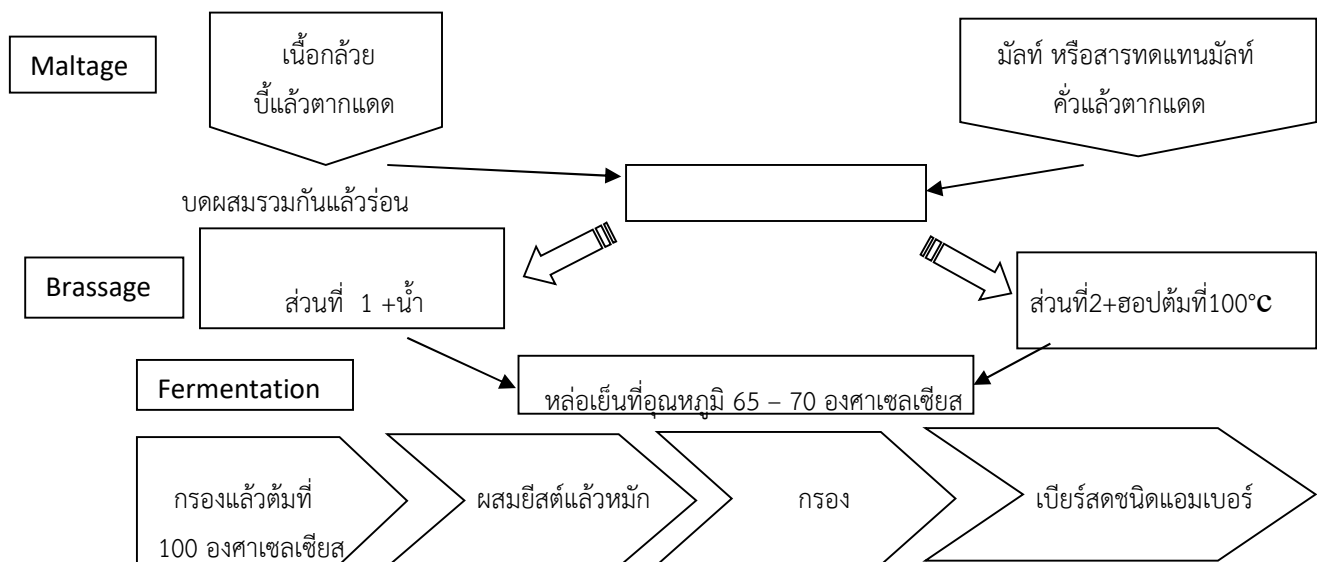 Maltage
เนื้อกล้วย
บี้แล้วตากแดด
มัลท์ หรือสารทดแทนมัลท์
คั่วแล้วตากแดด
บดผสมรวมกันแล้วร่อน
Brassage
ส่วนที่ 1 +น้ำ
ส่วนที่2+ฮอปต้มที่100°c
Fermentation
หล่อเย็นที่อุณหภูมิ 65 – 70 องศาเซลเซียส
กรองแล้วต้มที่
100 องศาเซลเซียส
ผสมยีสต์แล้วหมัก
กรอง
เบียร์สดชนิดแอมเบอร์